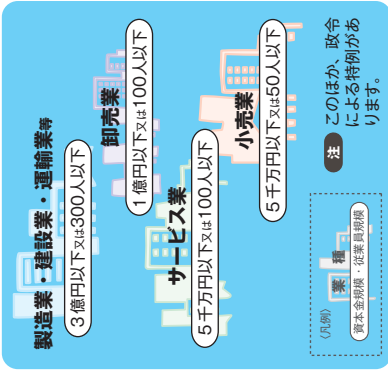 製造業・建設業・運輸業等
3億円以下又は300人以下
卸売業
1億円以下又は100人以下
サービス業
5千万円以下又は100人以下
小売業
5千万円以下又は50人以下
〈凡例〉
業種
資本金規模・従業員規模
注
このほか、政令
による特例があ
ります。